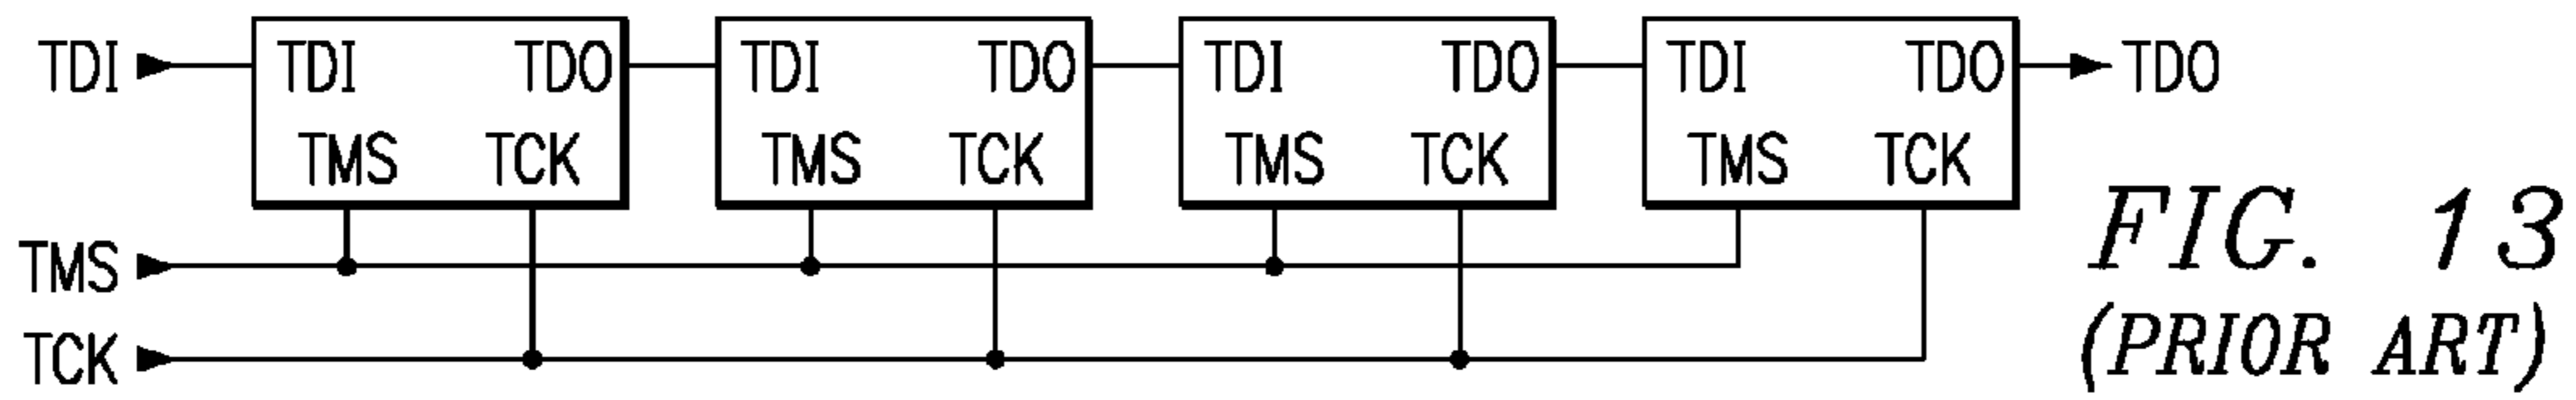 TDI TDI TDO TDI TDO TDI TDO TDI TDO TDO
TMS TCK TMS TCK TMS TCK TMS TCK
TMS
TCK
FIG. 13
(PRIOR ART)